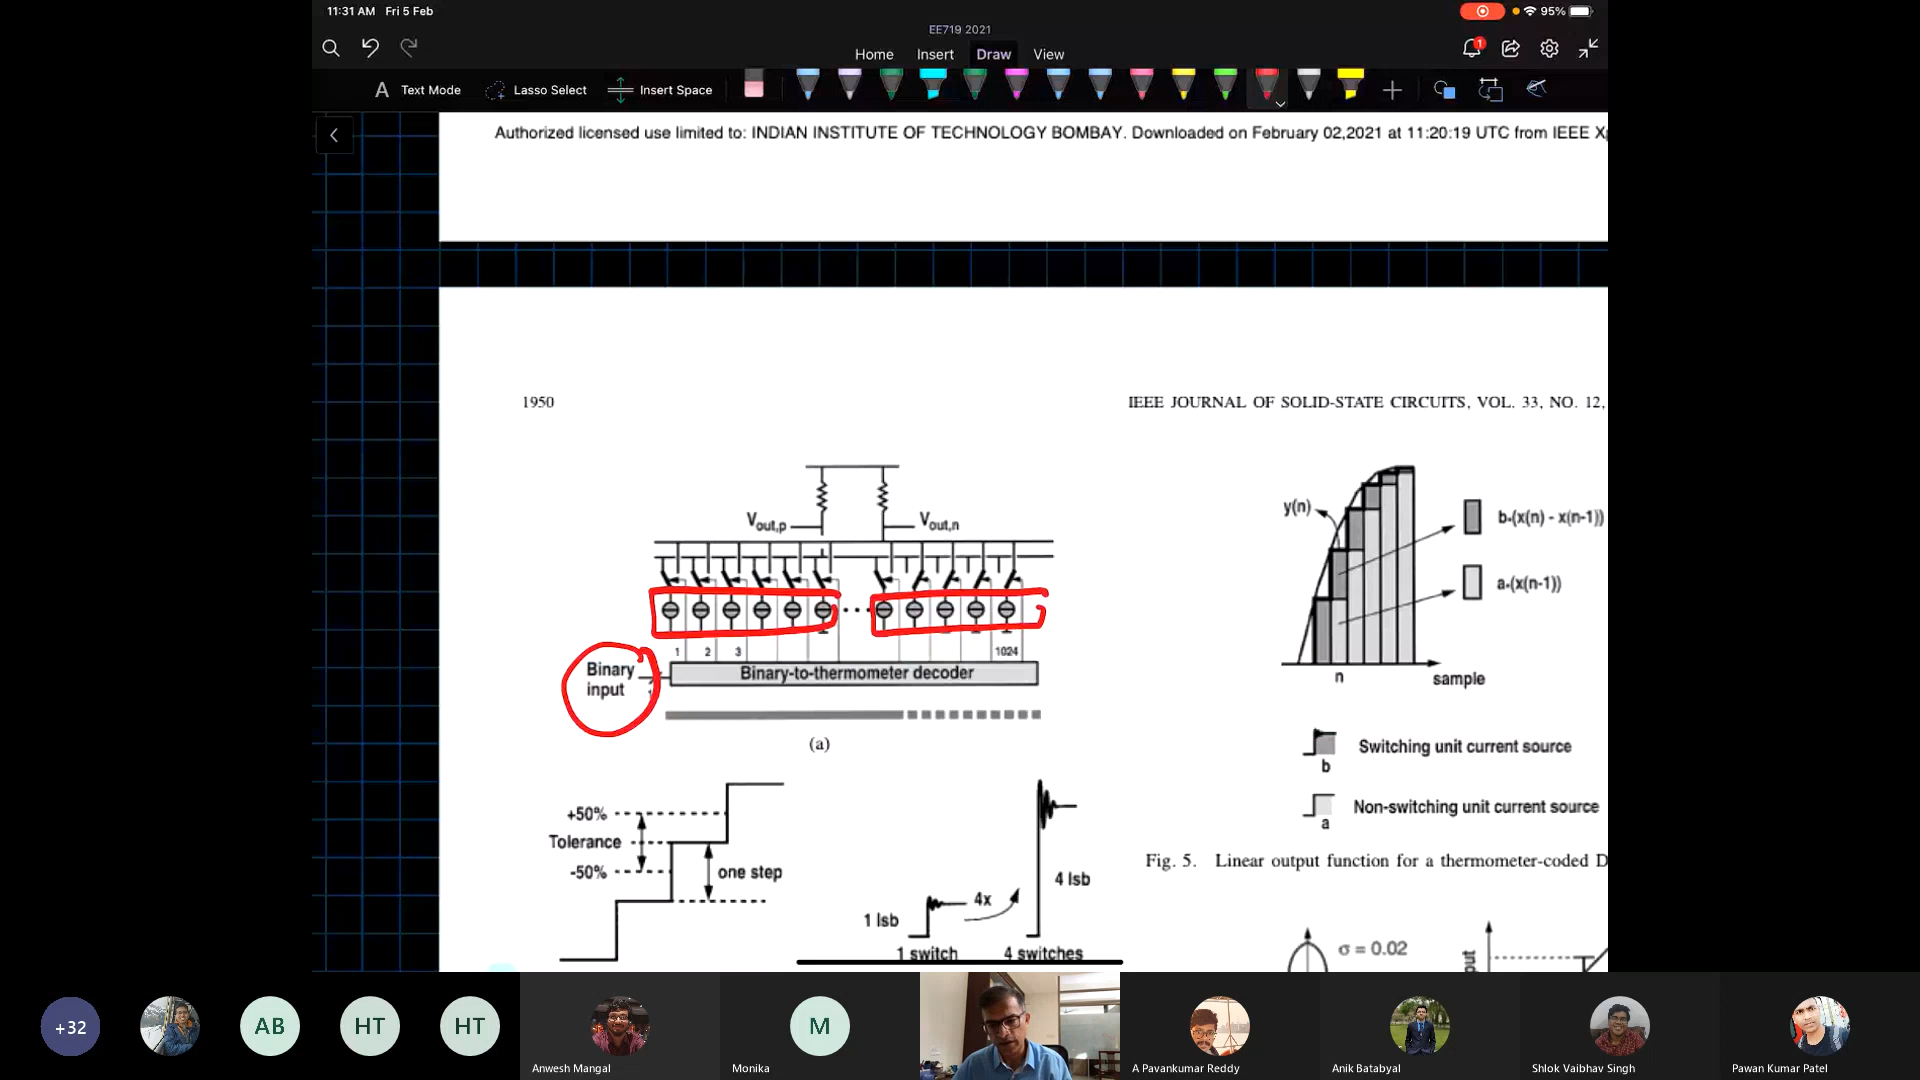 11:31 AM Fri 5 Feb
95%
EE719 2021
Home Insert Draw View
1
Text Mode Lasso Select Insert Space
Authorized licensed use limited to: INDIAN INSTITUTE OF TECHNOLOGY BOMBAY. Downloaded on February 02,2021 at 11:20:19 UTC from IEEE X
1950
IEEE JOURNAL OF SOLID-STATE CIRCUITS, VOL. 33, NO. 12,
Vout,p
Vout,n
1 2 3 1024
Binary
input
Binary-to-thermometer decoder
(a)
y(n)
b·(x(n) - x(n-1))
a·(x(n-1))
n
sample
b
Switching unit current source
a
Non-switching unit current source
Fig. 5. Linear output function for a thermometer-coded D
+50%
Tolerance
-50%
one step
1 lsb
4x
4 lsb
1 switch
4 switches
σ = 0.02
+32
AB
HT
HT
Anwesh Mangal
M
Monika
A Pavankumar Reddy
Anik Batabyal
Shlok Vaibhav Singh
Pawan Kumar Patel